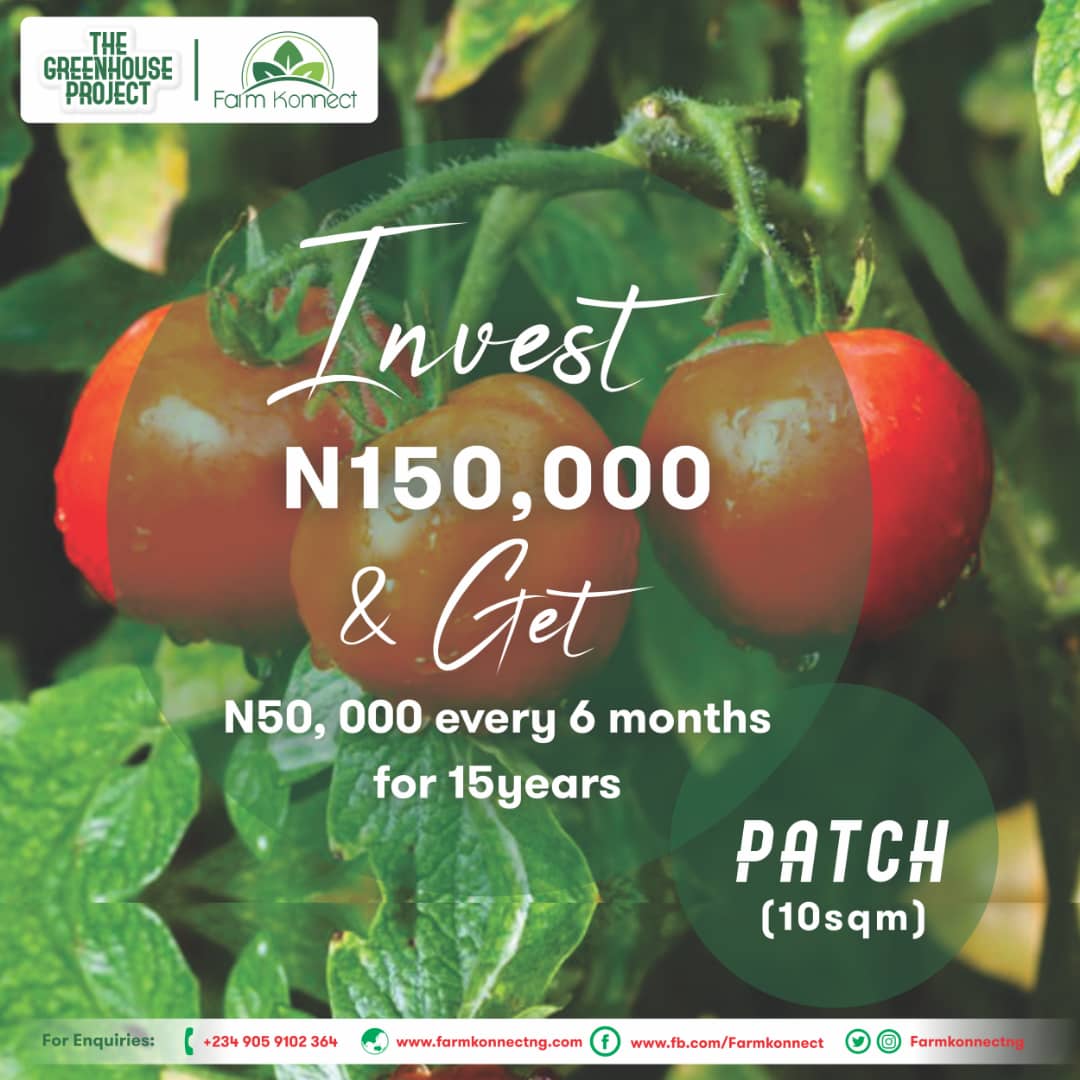 THE
GREENHOUSE
PROJECT
Farm Konnect
Invest
N150,000
& Get
N50, 000 every 6 months
for 15years
PATCH
(10sqm)
For Enquiries: +234 905 9102 364 www.farmkonnectng.com www.fb.com/Farmkonnect Farmkonnectng